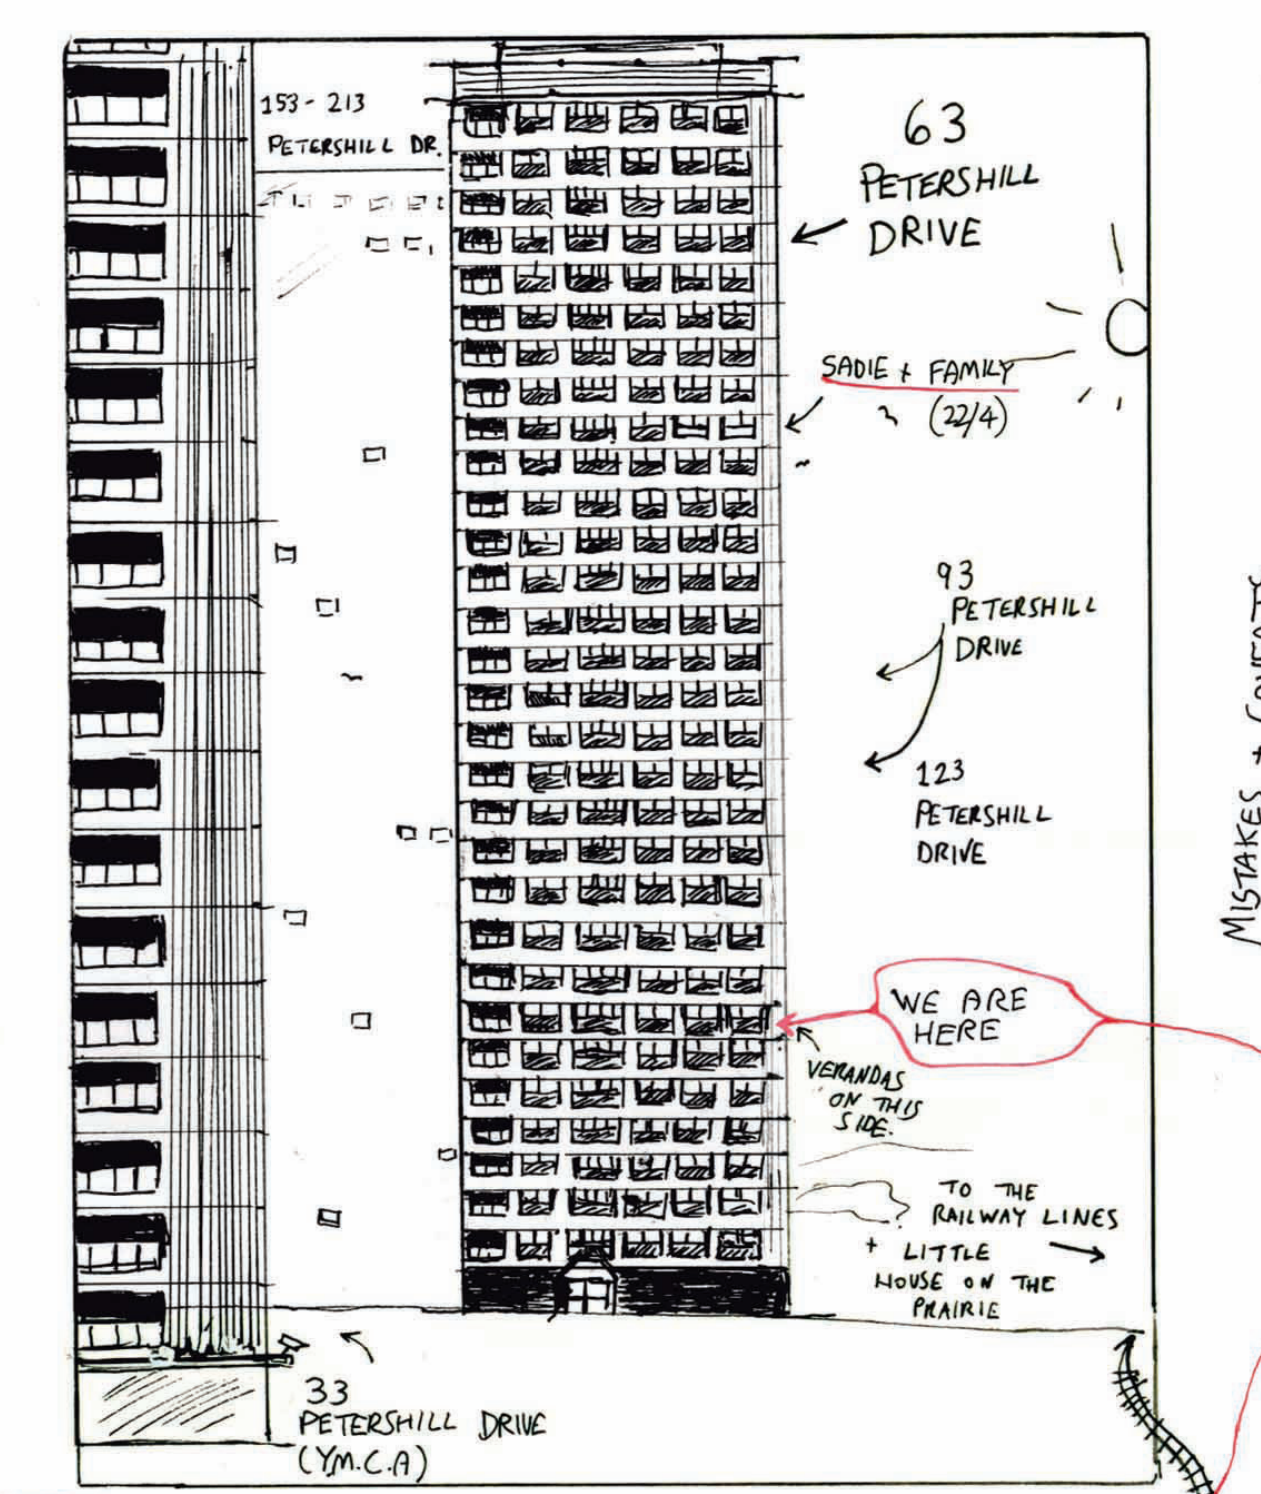 153 - 213
PETERSHILL DR.
63
PETERSHILL
DRIVE
SADIE + FAMILY
(22/4)
93
PETERSHILL
DRIVE
123
PETERSHILL
DRIVE
WE ARE
HERE
VERANDAS
ON THIS
SIDE.
TO THE
RAILWAY LINES
+ LITTLE
HOUSE ON THE
PRAIRIE
33
PETERSHILL DRIVE
(Y.M.C.A)
MISTAKES +